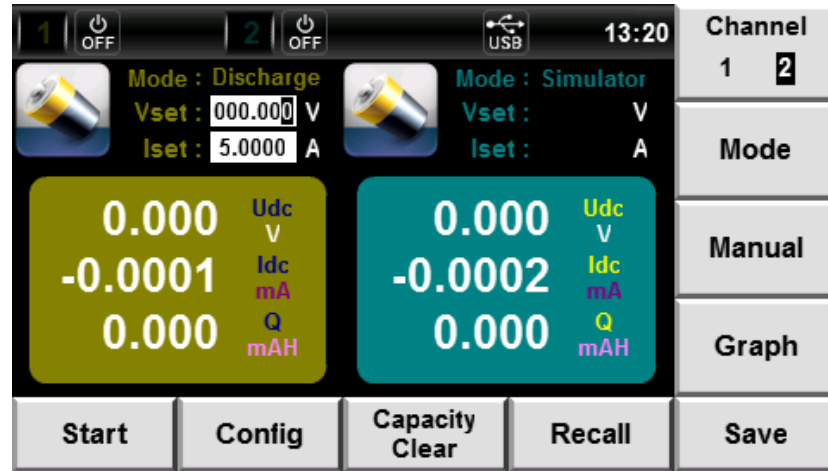 1 OFF 2 OFF USB 13:20
Channel
1 2
Mode : Discharge
Vset : 000.000 V
Iset : 5.0000 A
Mode : Simulator
Vset : V
Iset : A
Mode
0.000 Udc V
-0.0001 Idc mA
0.000 Q mAH
0.000 Udc V
-0.0002 Idc mA
0.000 Q mAH
Manual
Graph
Start
Config
Capacity
Clear
Recall
Save